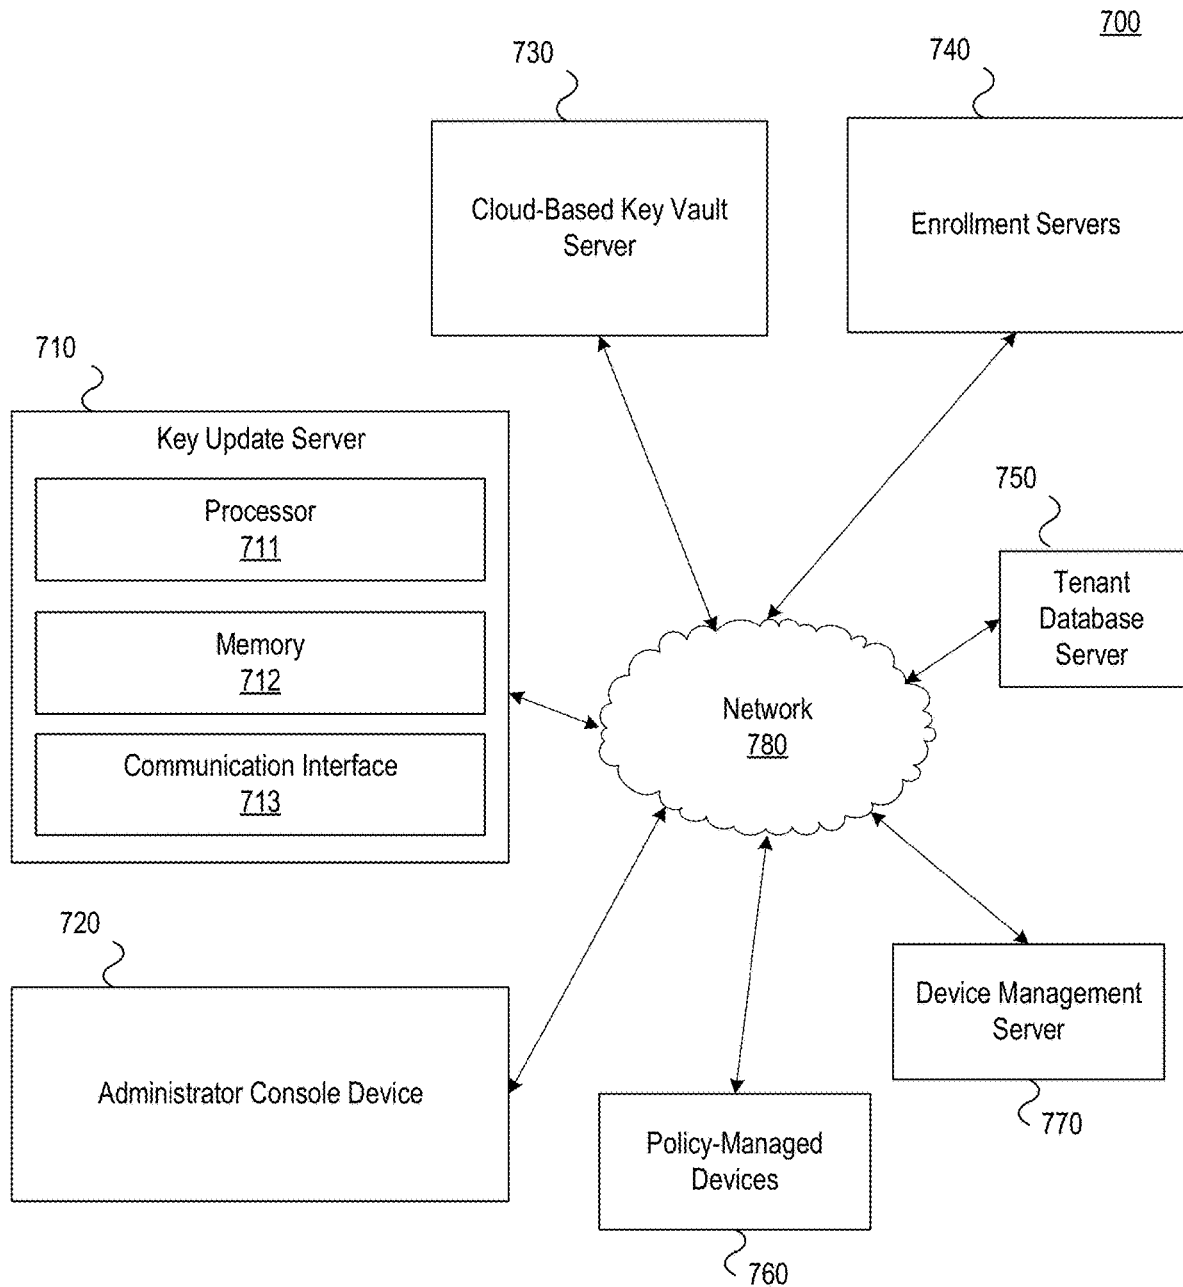 700
730
740
Cloud-Based Key Vault
Server
Enrollment Servers
710
Key Update Server
Processor
711
Memory
712
Communication Interface
713
750
Tenant
Database
Server
Network
780
720
Administrator Console Device
Device Management
Server
770
Policy-Managed
Devices
760